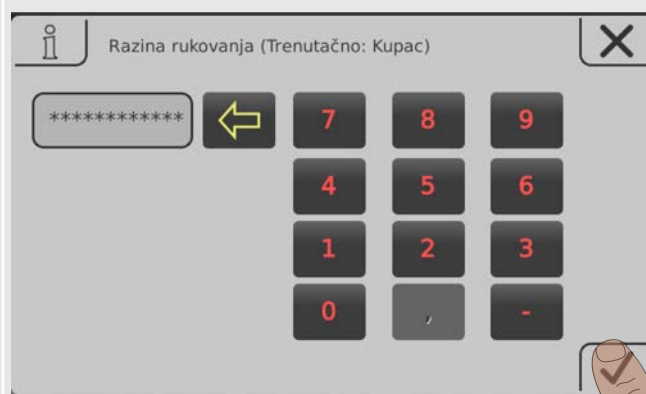 i
Razina rukovanja (Trenutačno: Kupac)
************
7 8 9
4 5 6
1 2 3
0 , -